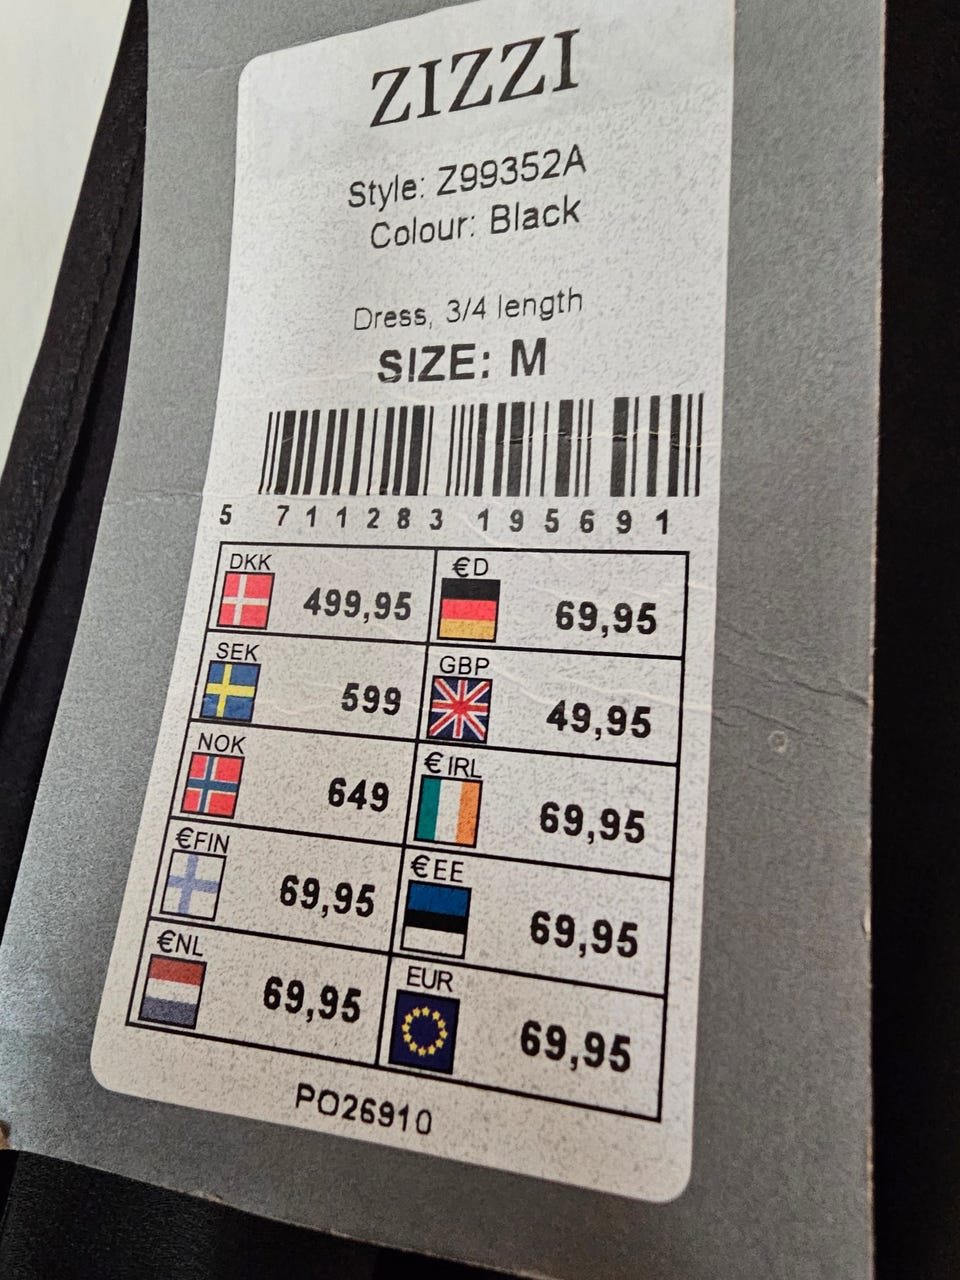 ZIZZI
Style: Z99352A
Colour: Black
Dress, 3/4 length
SIZE: M
5 711283 195691
DKK 499,95
€D 69,95
SEK 599
GBP 49,95
NOK 649
€IRL 69,95
€FIN 69,95
€EE 69,95
€NL 69,95
EUR 69,95
PO26910